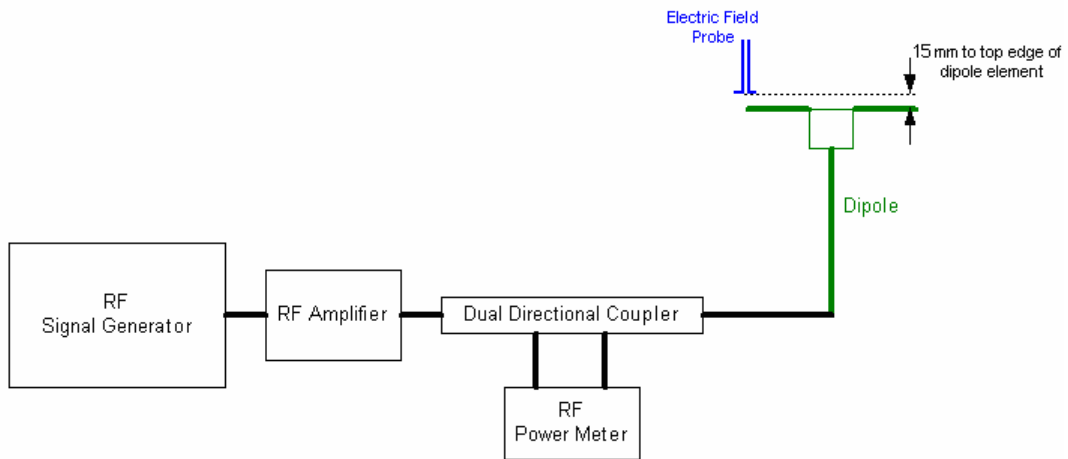 Electric Field
Probe
15 mm to top edge of
dipole element
Dipole
RF
Signal Generator
RF Amplifier
Dual Directional Coupler
RF
Power Meter